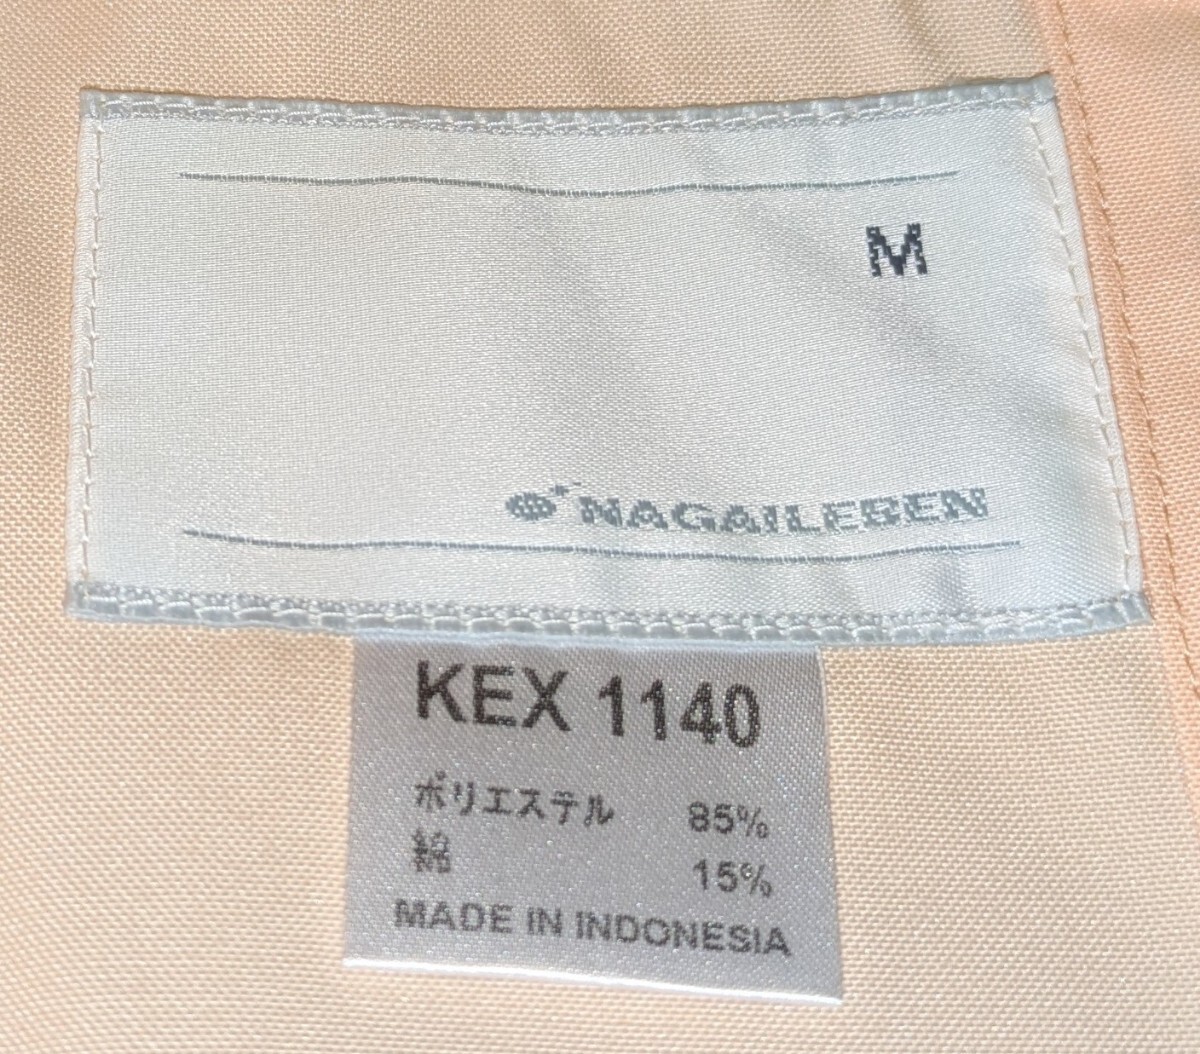 M
NAGAILEBEN
KEX 1140
ポリエステル 85%
綿 15%
MADE IN INDONESIA